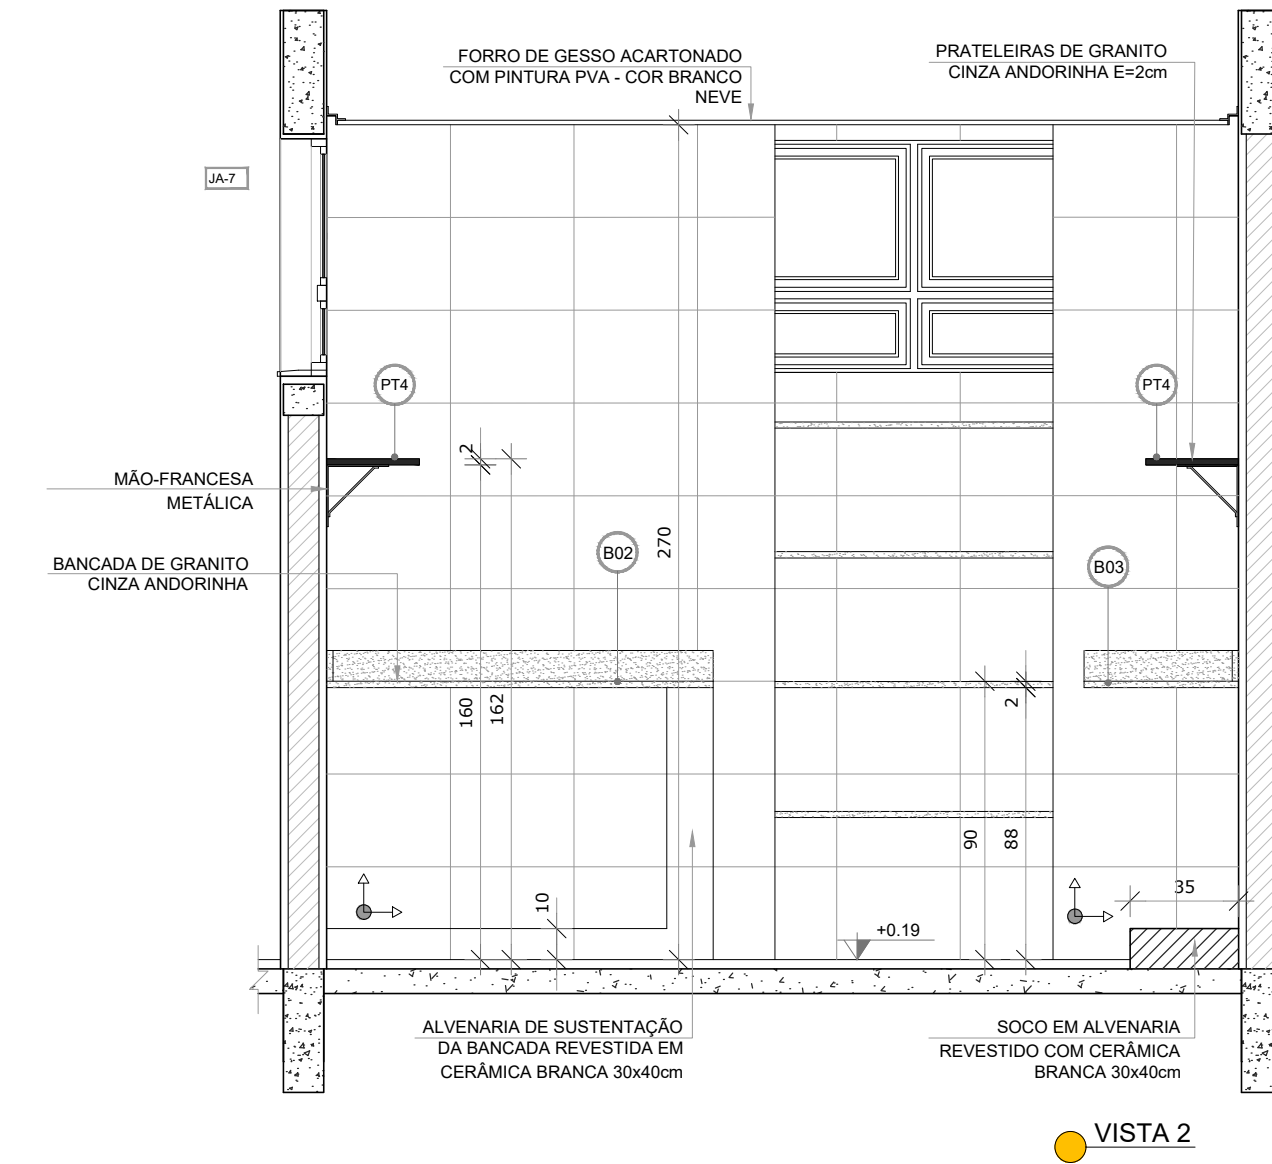 FORRO DE GESSO ACARTONADO
COM PINTURA PVA - COR BRANCO
NEVE
PRATELEIRAS DE GRANITO
CINZA ANDORINHA E=2cm
JA-7
PT4
PT4
2
MÃO-FRANCESA
METÁLICA
270
B02
BANCADA DE GRANITO
CINZA ANDORINHA
B03
160
162
2
90
88
10
35
+0.19
ALVENARIA DE SUSTENTAÇÃO
DA BANCADA REVESTIDA EM
CERÂMICA BRANCA 30x40cm
SOCO EM ALVENARIA
REVESTIDO COM CERÂMICA
BRANCA 30x40cm
VISTA 2